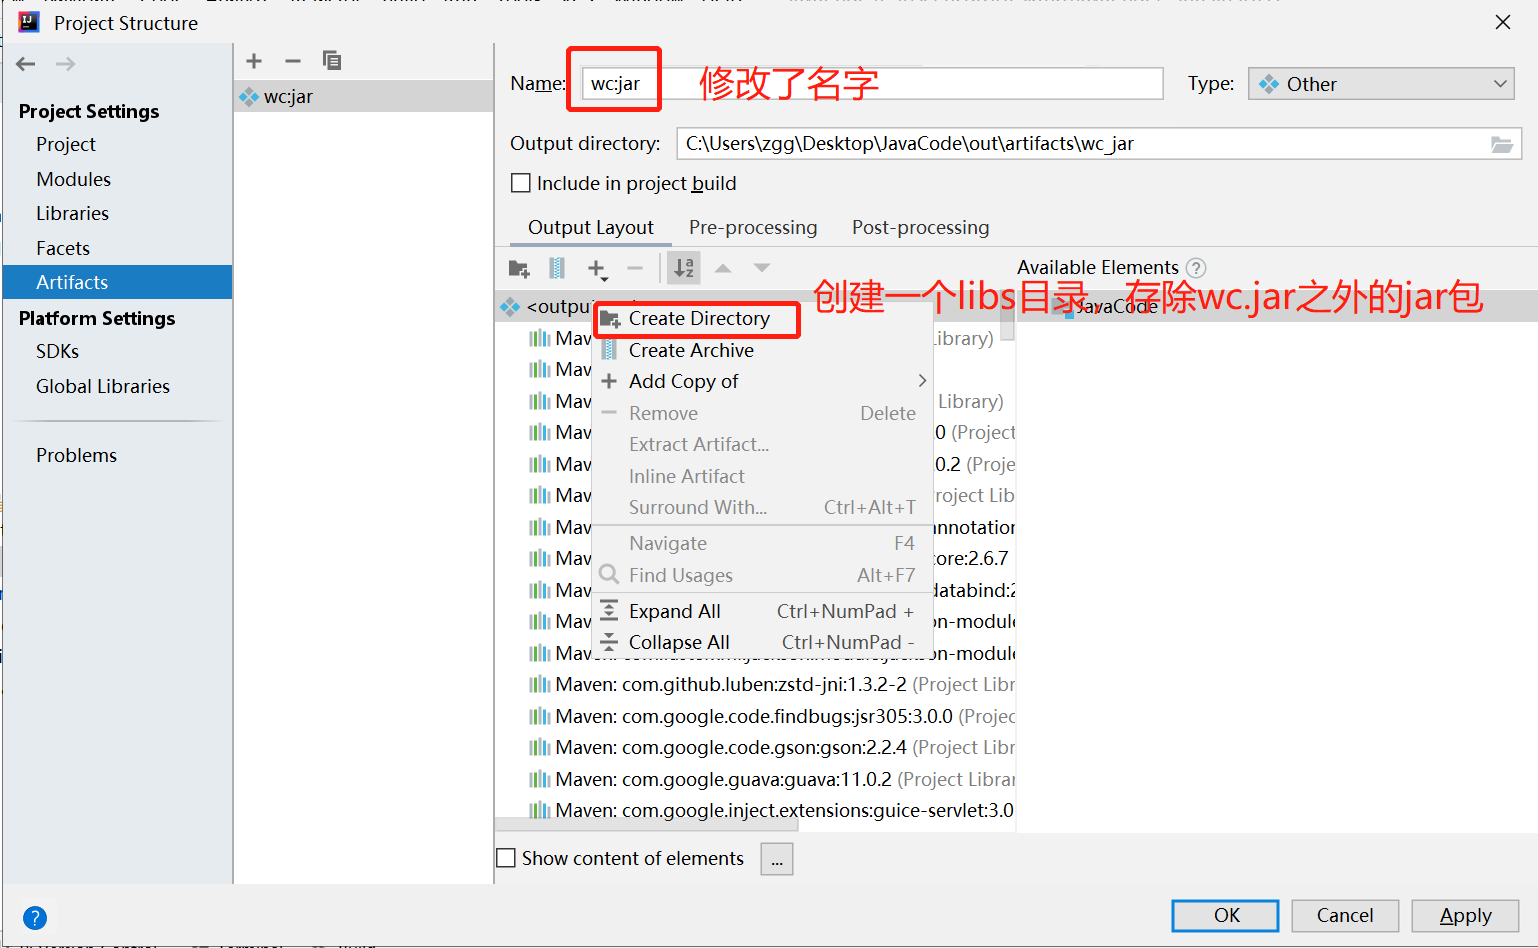 Project Structure
Project Settings
Project
Modules
Libraries
Facets
Artifacts
Platform Settings
SDKs
Global Libraries
Problems
wc:jar
Name: wc:jar
修改了名字
Type: Other
Output directory: C:\Users\zgg\Desktop\JavaCode\out\artifacts\wc_jar
Include in project build
Output Layout Pre-processing Post-processing
Available Elements
创建一个libs目录，存除wc.jar之外的jar包
JavaCode
<outpu
Create Directory
Mav ibrary)
Create Archive
Mav
Add Copy of
Mav Library)
Remove Delete
Mav .0 (Project
Extract Artifact...
Mav .0.2 (Proje
Inline Artifact
Mav roject Lib
Surround With... Ctrl+Alt+T
Mav annotation
Navigate F4
Mav core:2.6.7
Find Usages Alt+F7
Mav databind:2
Expand All Ctrl+NumPad +
Mav on-module
Collapse All Ctrl+NumPad -
on-module
Maven: com.github.luben:zstd-jni:1.3.2-2 (Project Libr
Maven: com.google.code.findbugs:jsr305:3.0.0 (Projec
Maven: com.google.code.gson:gson:2.2.4 (Project Libr
Maven: com.google.guava:guava:11.0.2 (Project Librar
Maven: com.google.inject.extensions:guice-servlet:3.0
Show content of elements ...
OK Cancel Apply